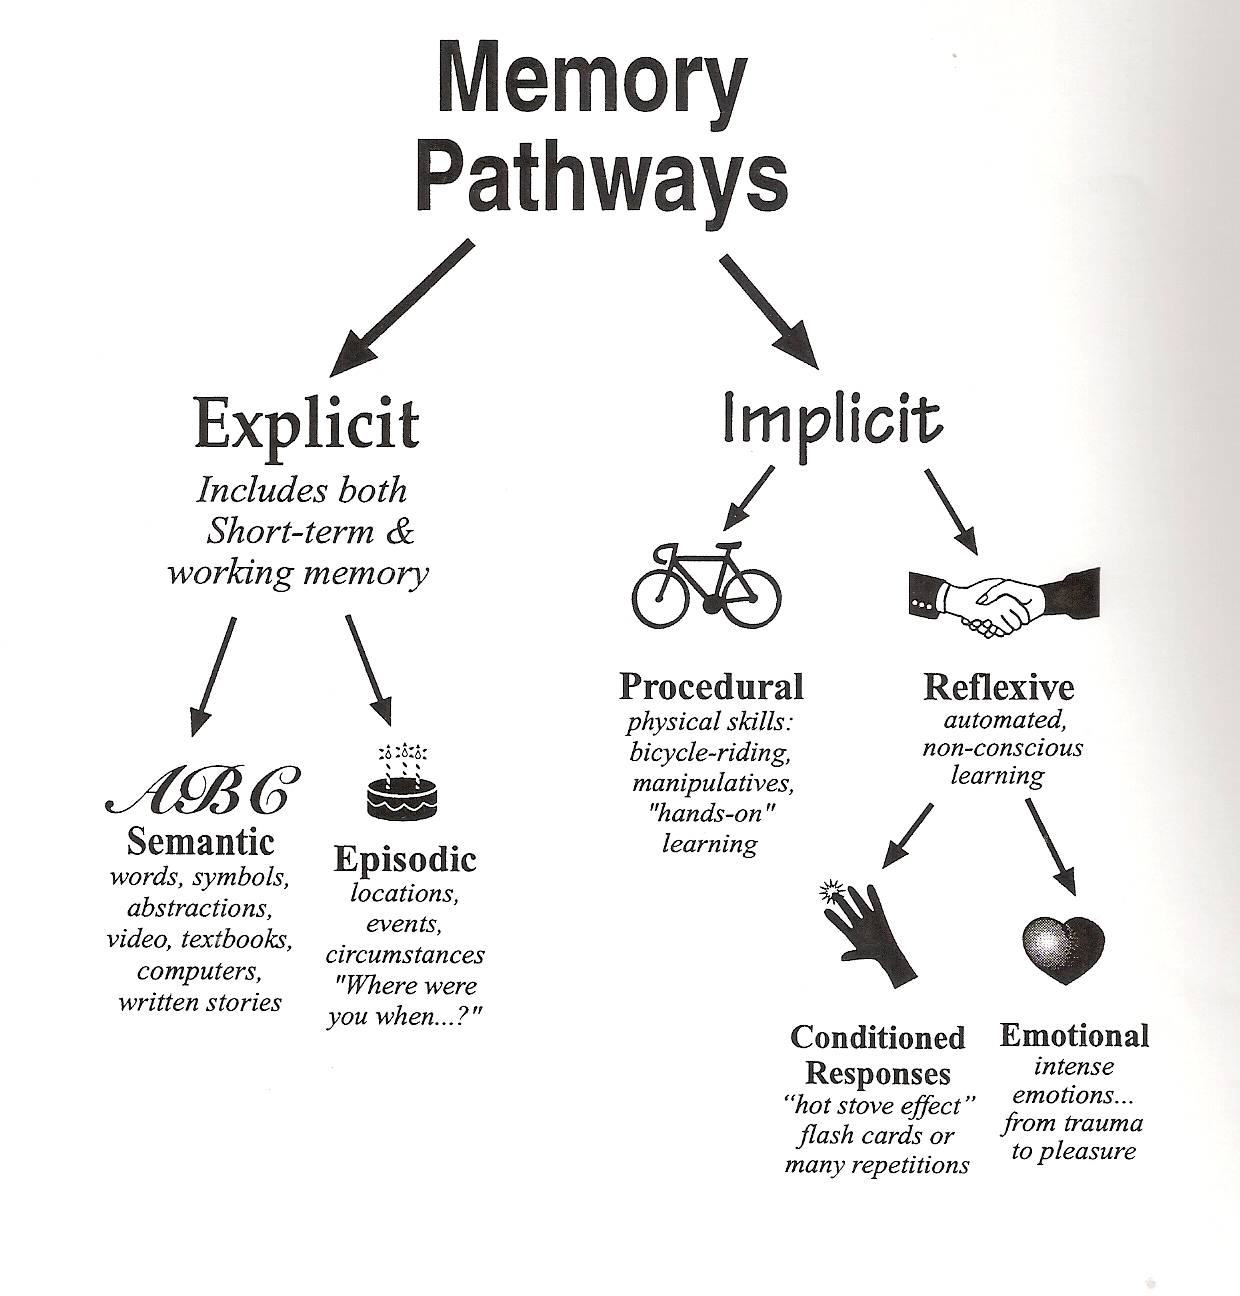 Memory
Pathways
Explicit
Includes both
Short-term &
working memory
ABC
Semantic
words, symbols,
abstractions,
video, textbooks,
computers,
written stories
Episodic
locations,
events,
circumstances
"Where were
you when...?"
Implicit
Procedural
physical skills:
bicycle-riding,
manipulatives,
"hands-on"
learning
Reflexive
automated,
non-conscious
learning
Conditioned
Responses
“hot stove effect”
flash cards or
many repetitions
Emotional
intense
emotions...
from trauma
to pleasure